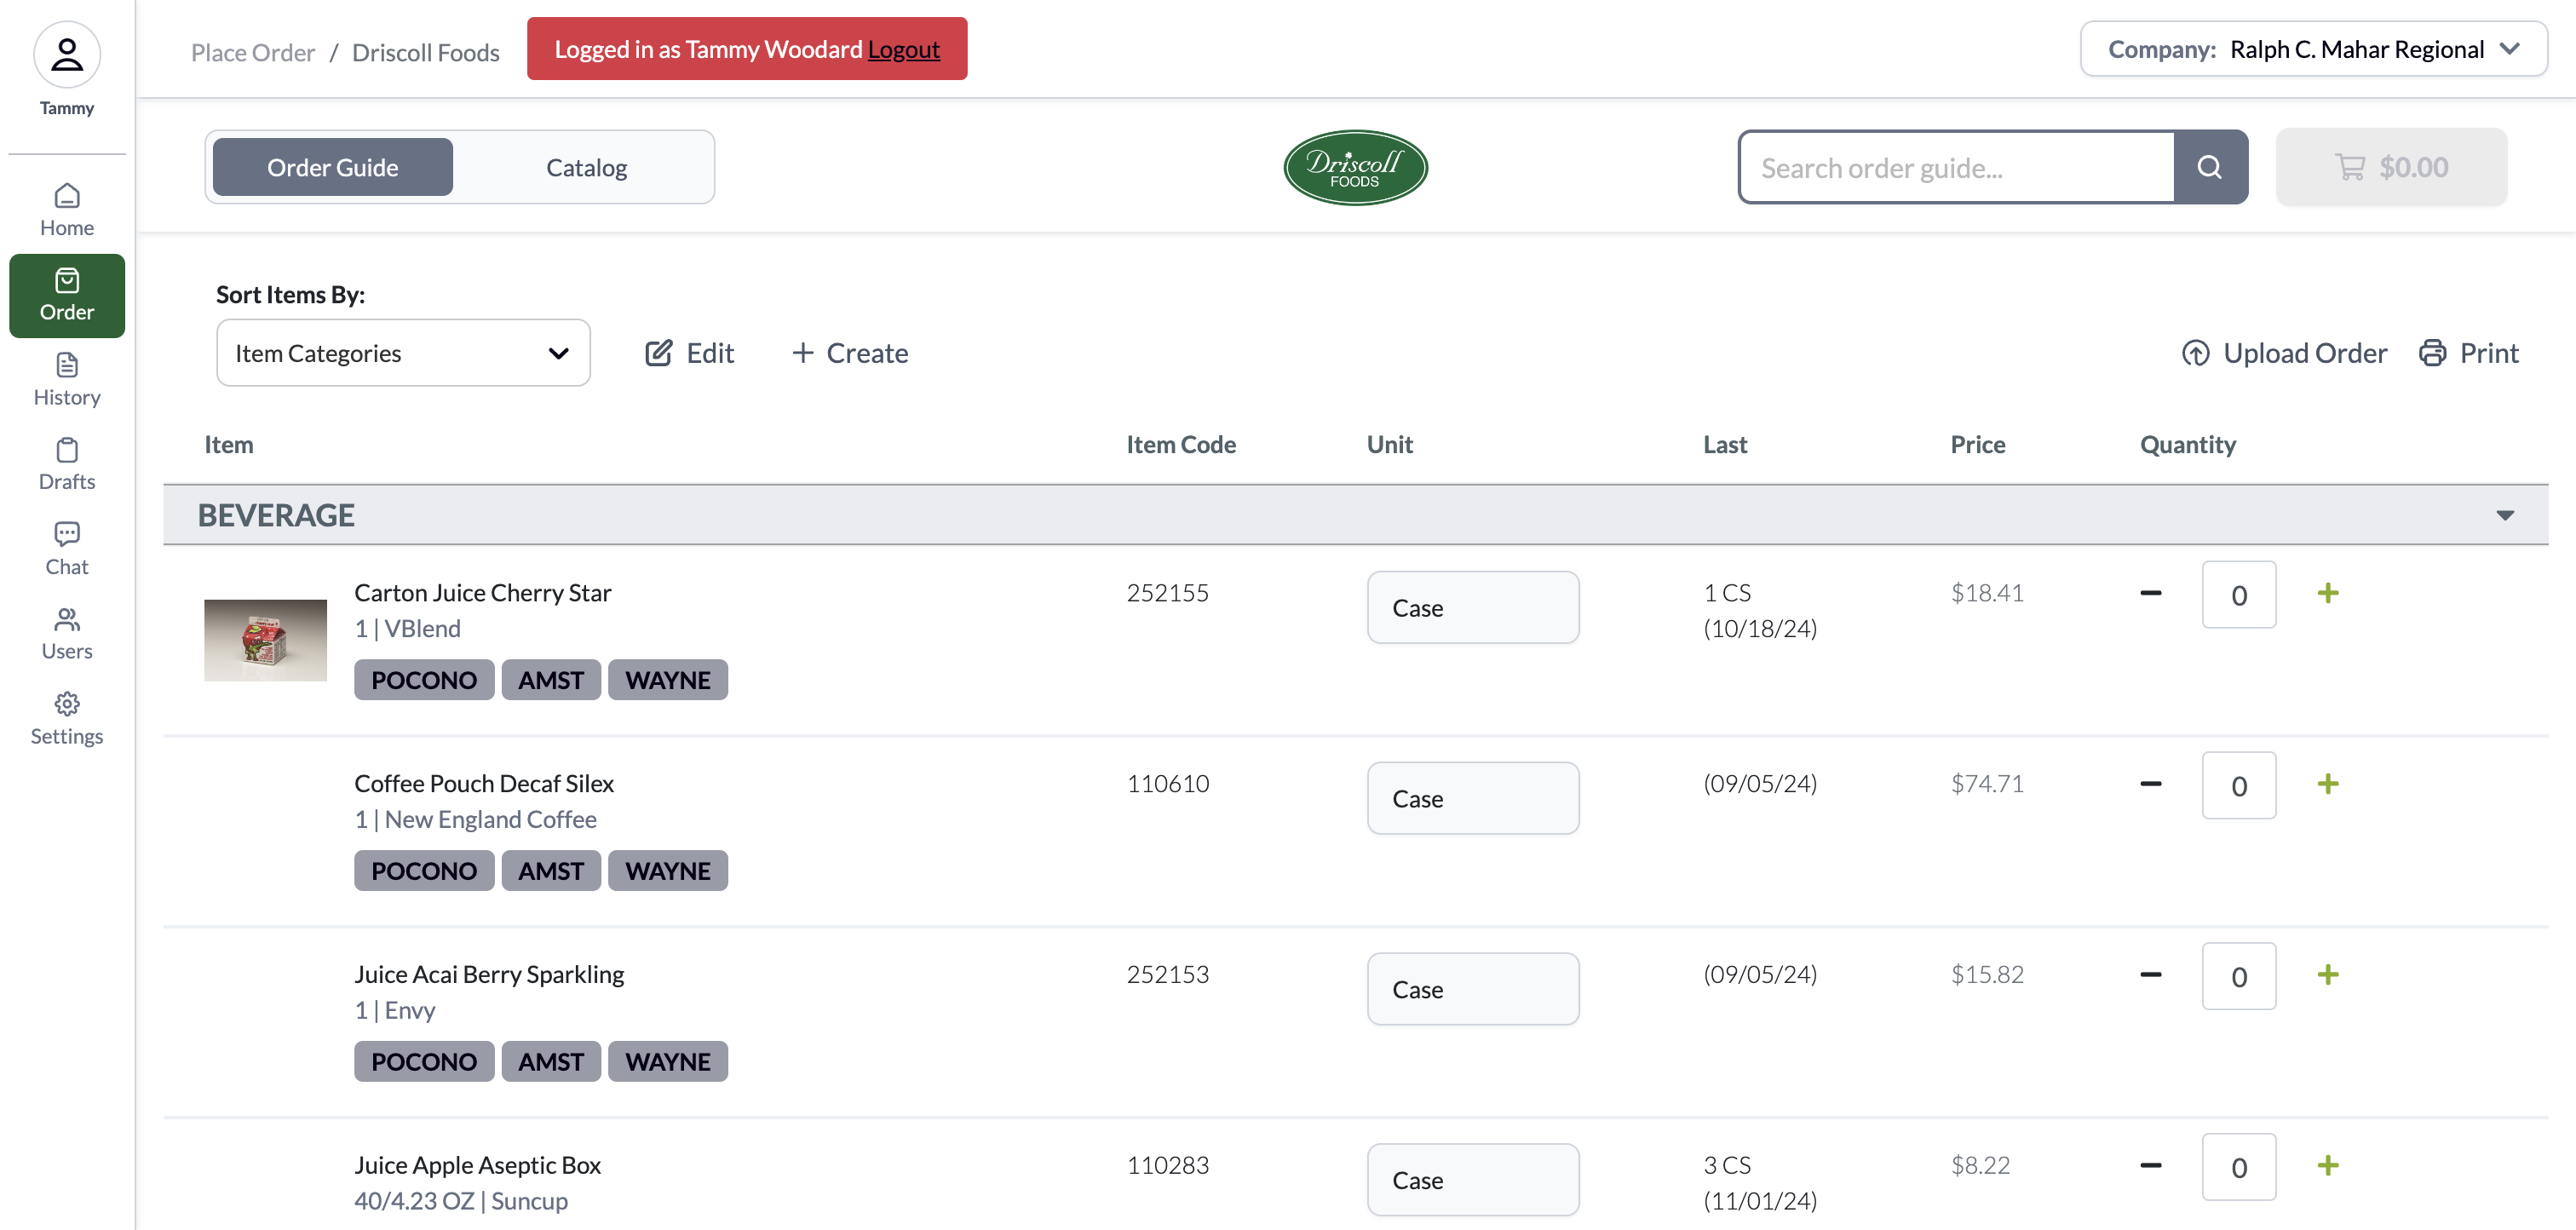 Tammy
Home
Order
History
Drafts
Chat
Users
Settings
Place Order / Driscoll Foods
Logged in as Tammy Woodard Logout
Company: Ralph C. Mahar Regional
Order Guide Catalog
Driscoll
FOODS
Search order guide...
$0.00
Sort Items By:
Item Categories
Edit
Create
Upload Order
Print
Item Item Code Unit Last Price Quantity
BEVERAGE
Carton Juice Cherry Star 252155 Case 1 CS $18.41 0
1 | VBlend (10/18/24)
POCONO AMST WAYNE
Coffee Pouch Decaf Silex 110610 Case (09/05/24) $74.71 0
1 | New England Coffee
POCONO AMST WAYNE
Juice Acai Berry Sparkling 252153 Case (09/05/24) $15.82 0
1 | Envy
POCONO AMST WAYNE
Juice Apple Aseptic Box 110283 Case 3 CS $8.22 0
40/4.23 OZ | Suncup (11/01/24)